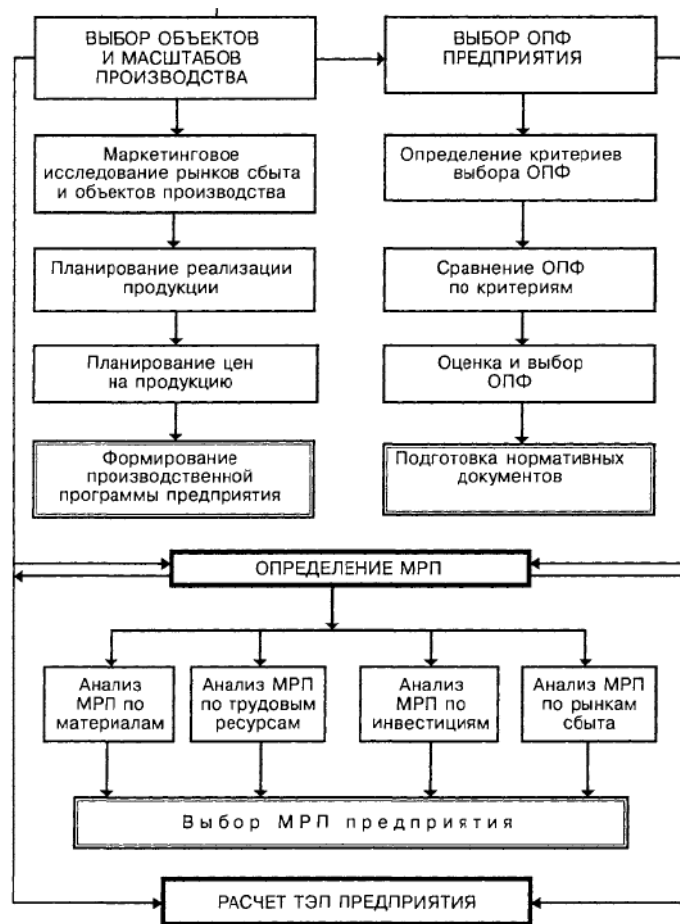 ВЫБОР ОБЪЕКТОВ
И МАСШТАБОВ
ПРОИЗВОДСТВА
ВЫБОР ОПФ
ПРЕДПРИЯТИЯ
Маркетинговое
исследование рынков сбыта
и объектов производства
Определение критериев
выбора ОПФ
Планирование реализации
продукции
Сравнение ОПФ
по критериям
Планирование цен
на продукцию
Оценка и выбор
ОПФ
Формирование
производственной
программы предприятия
Подготовка нормативных
документов
ОПРЕДЕЛЕНИЕ МРП
Анализ
МРП по
материалам
Анализ МРП
по трудовым
ресурсам
Анализ
МРП по
инвестициям
Анализ МРП
по рынкам
сбыта
Выбор МРП предприятия
РАСЧЕТ ТЭП ПРЕДПРИЯТИЯ